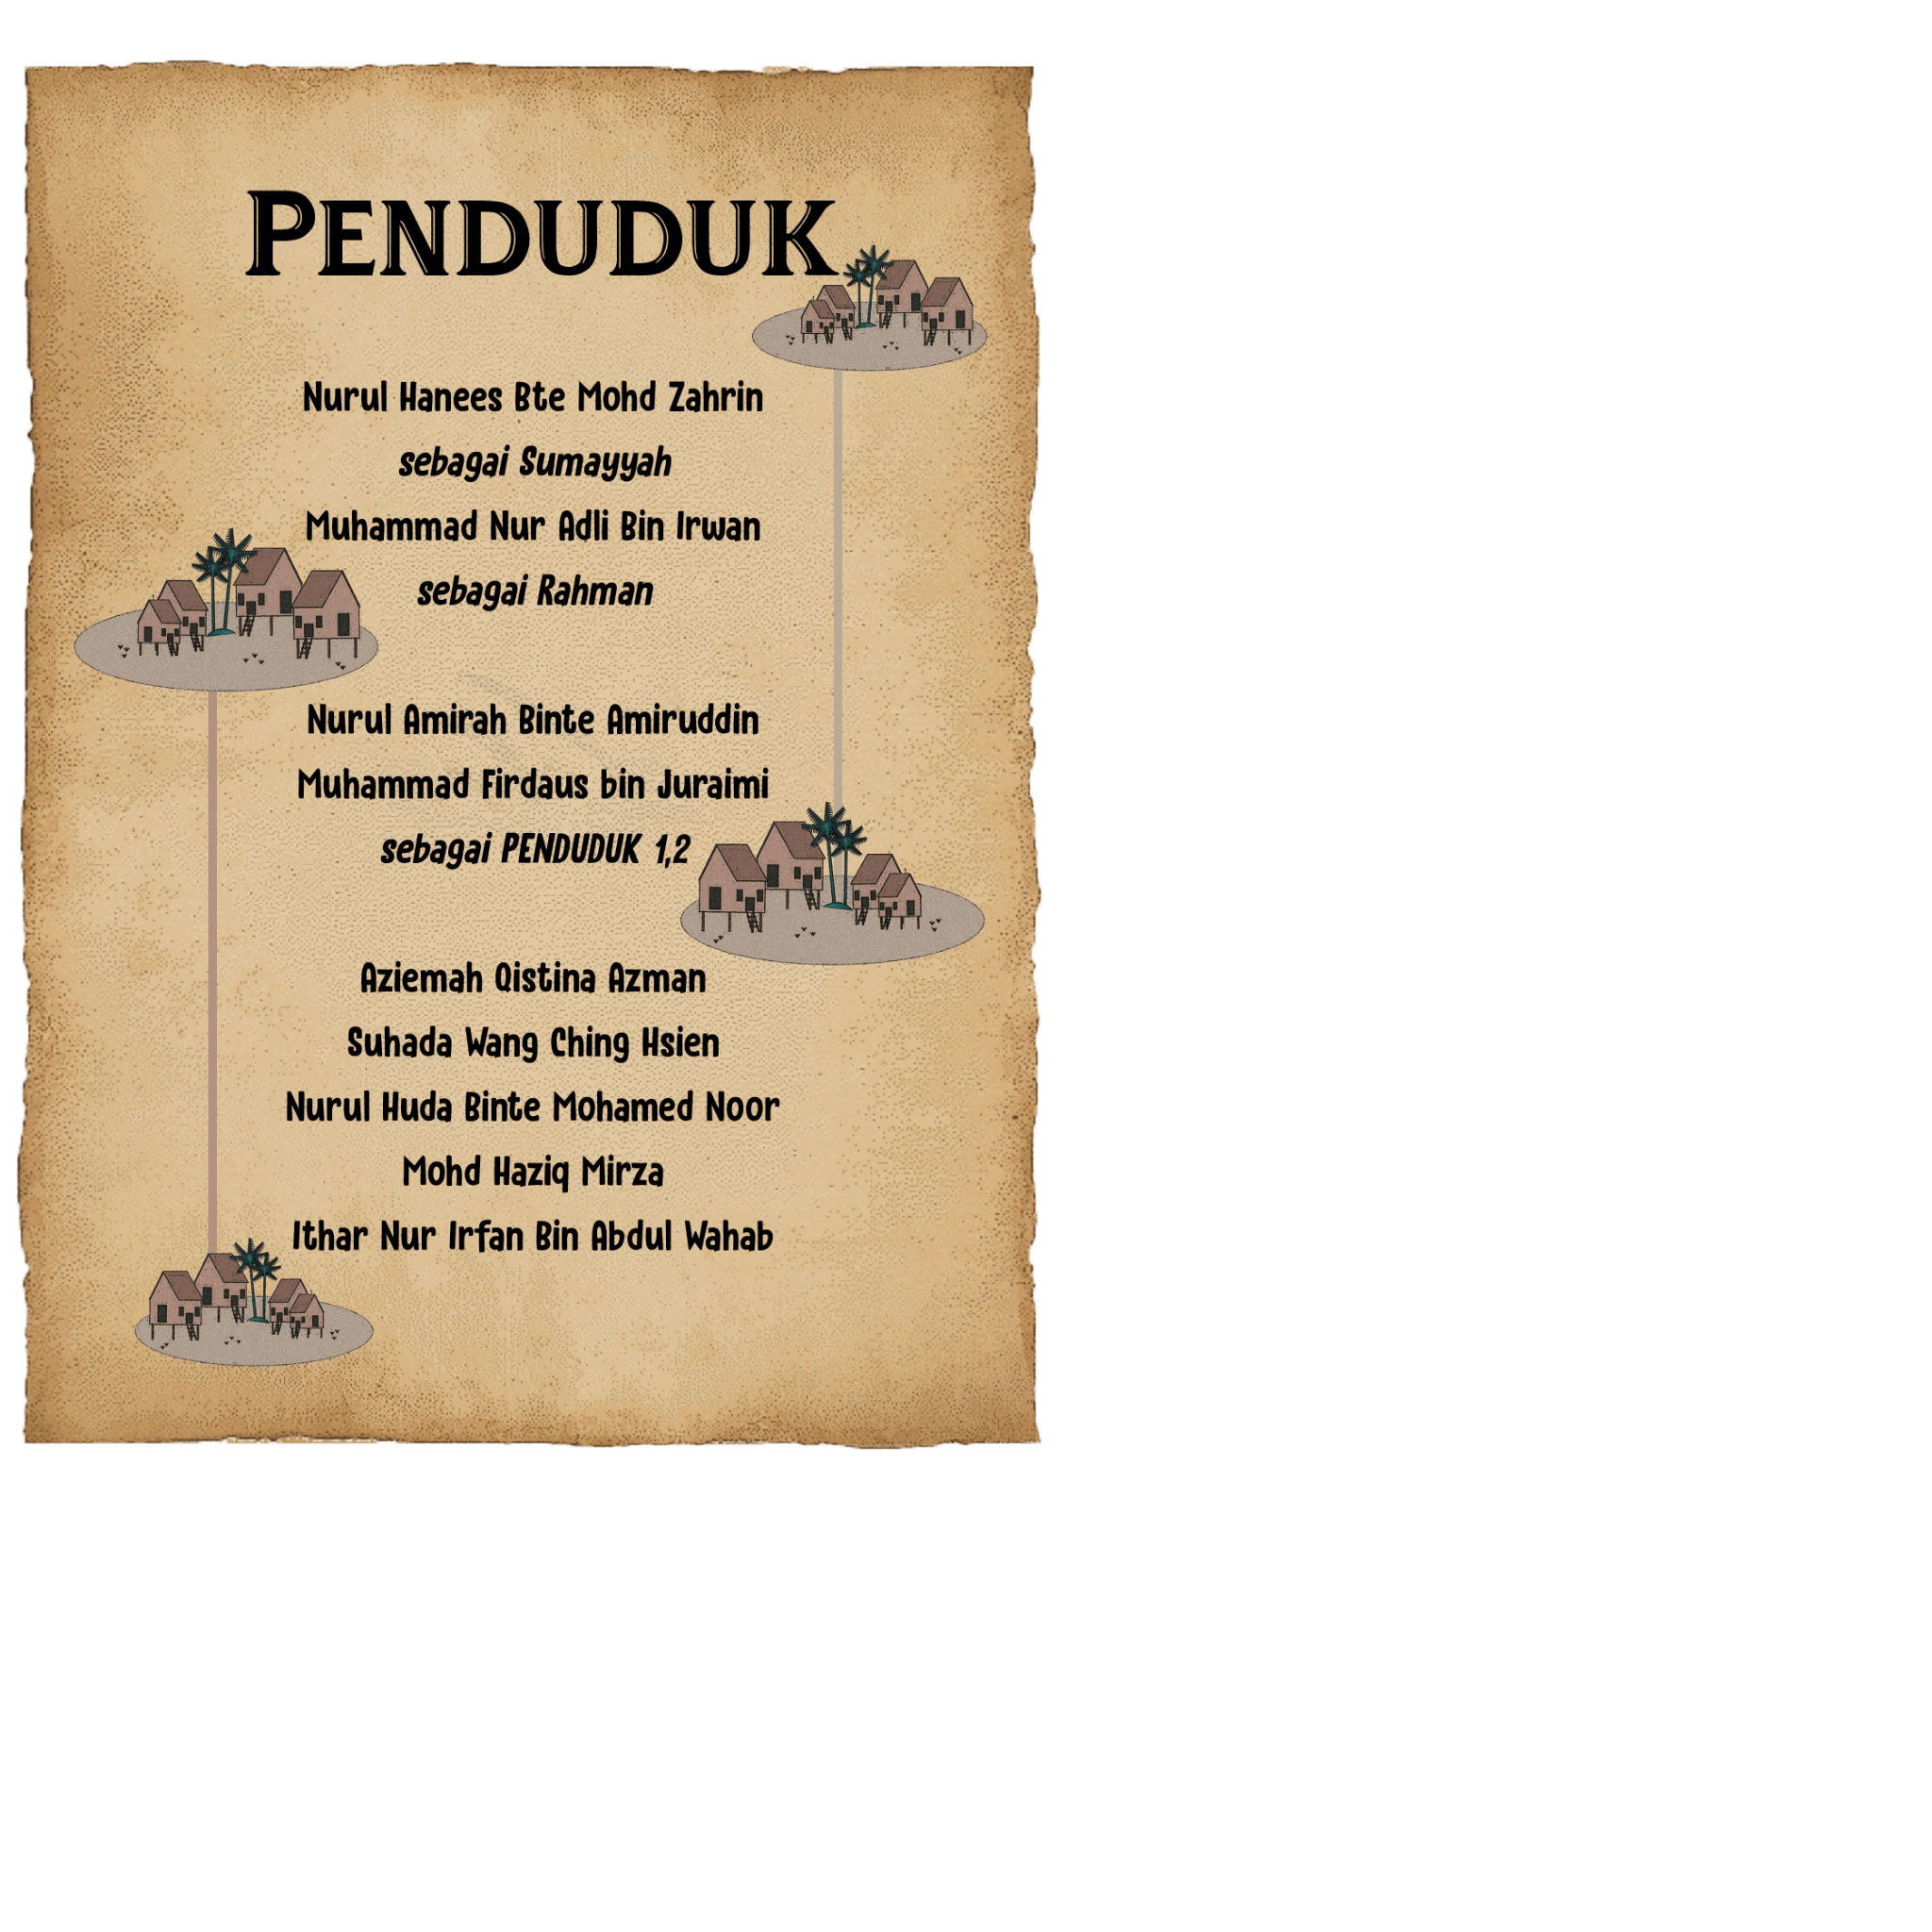 PENDUDUK
Nurul Hanees Bte Mohd Zahrin
sebagai Sumayyah
Muhammad Nur Adli Bin Irwan
sebagai Rahman
Nurul Amirah Binte Amiruddin
Muhammad Firdaus bin Juraimi
sebagai PENDUDUK 1,2
Aziemah Qistina Azman
Suhada Wang Ching Hsien
Nurul Huda Binte Mohamed Noor
Mohd Haziq Mirza
Ithar Nur Irfan Bin Abdul Wahab